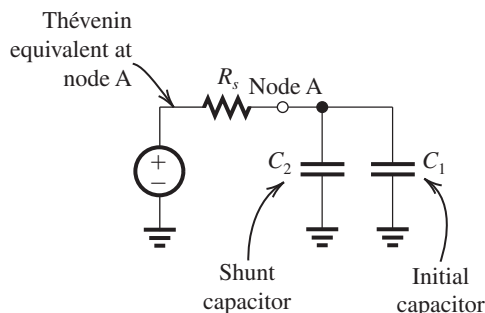 Thévenin
equivalent at
node A
R_s
Node A
+
−
C_2
C_1
Shunt
capacitor
Initial
capacitor